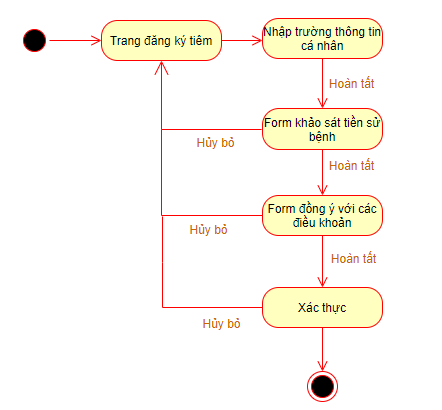 Trang đăng ký tiêm
Nhập trường thông tin
cá nhân
Hoàn tất
Form khảo sát tiền sử
bệnh
Hủy bỏ
Hoàn tất
Form đồng ý với các
điều khoản
Hủy bỏ
Hoàn tất
Xác thực
Hủy bỏ